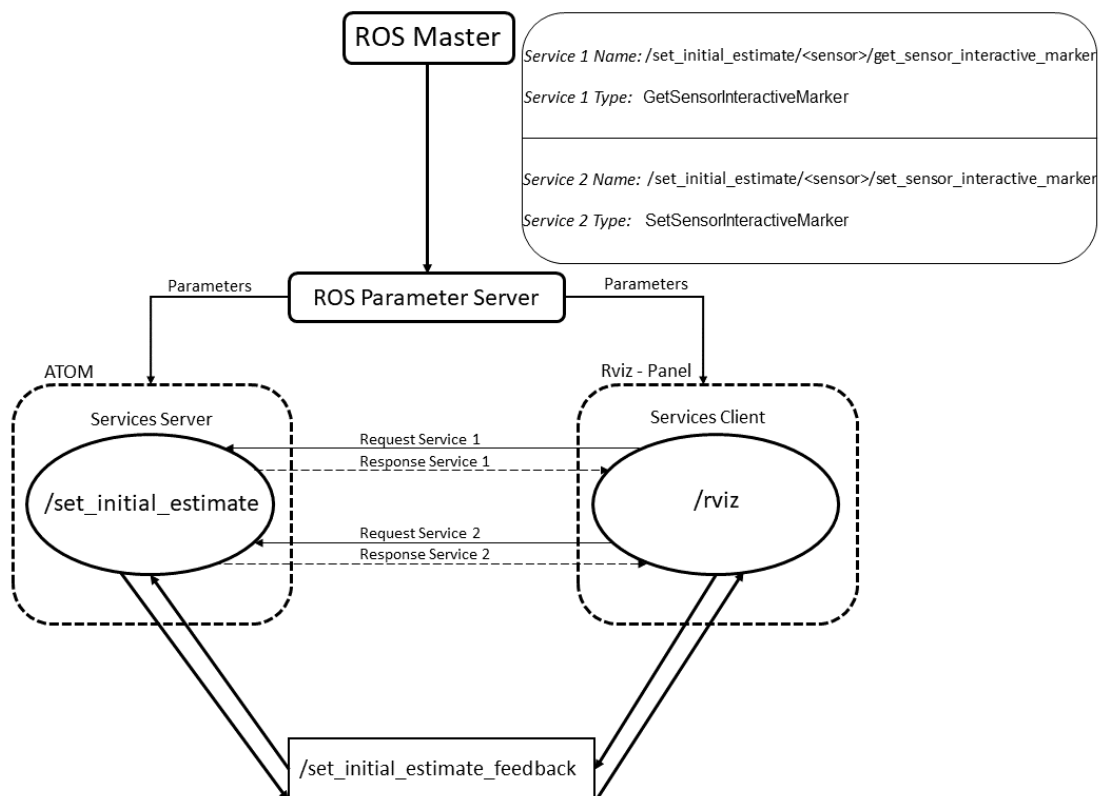 ROS Master
Service 1 Name: /set_initial_estimate/<sensor>/get_sensor_interactive_marker
Service 1 Type: GetSensorInteractiveMarker
Service 2 Name: /set_initial_estimate/<sensor>/set_sensor_interactive_marker
Service 2 Type: SetSensorInteractiveMarker
Parameters
ROS Parameter Server
Parameters
ATOM
Rviz - Panel
Services Server
Services Client
Request Service 1
Response Service 1
/set_initial_estimate
/rviz
Request Service 2
Response Service 2
/set_initial_estimate_feedback